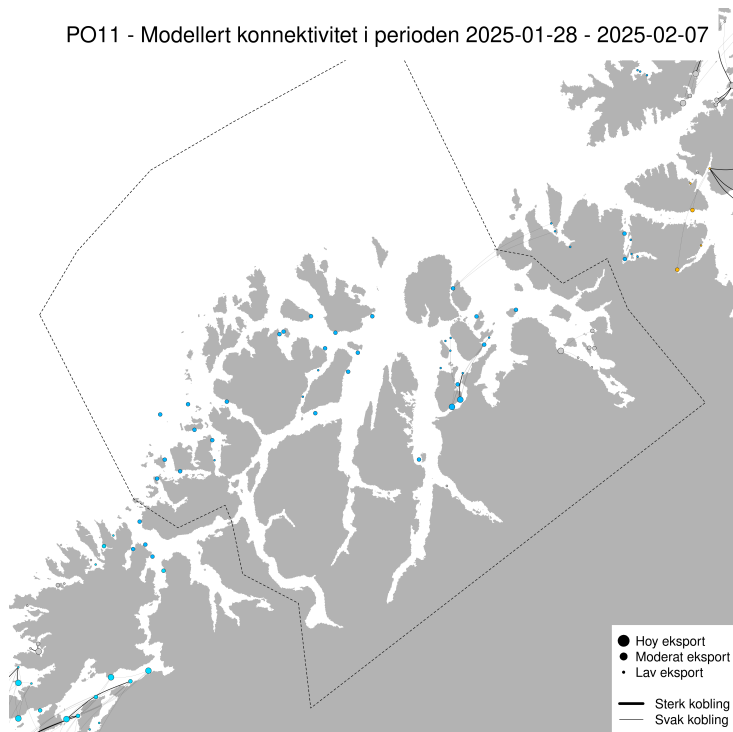 PO11 - Modellert konnektivitet i perioden 2025-01-28 - 2025-02-07
Hoy eksport
Moderat eksport
Lav eksport
Sterk kobling
Svak kobling